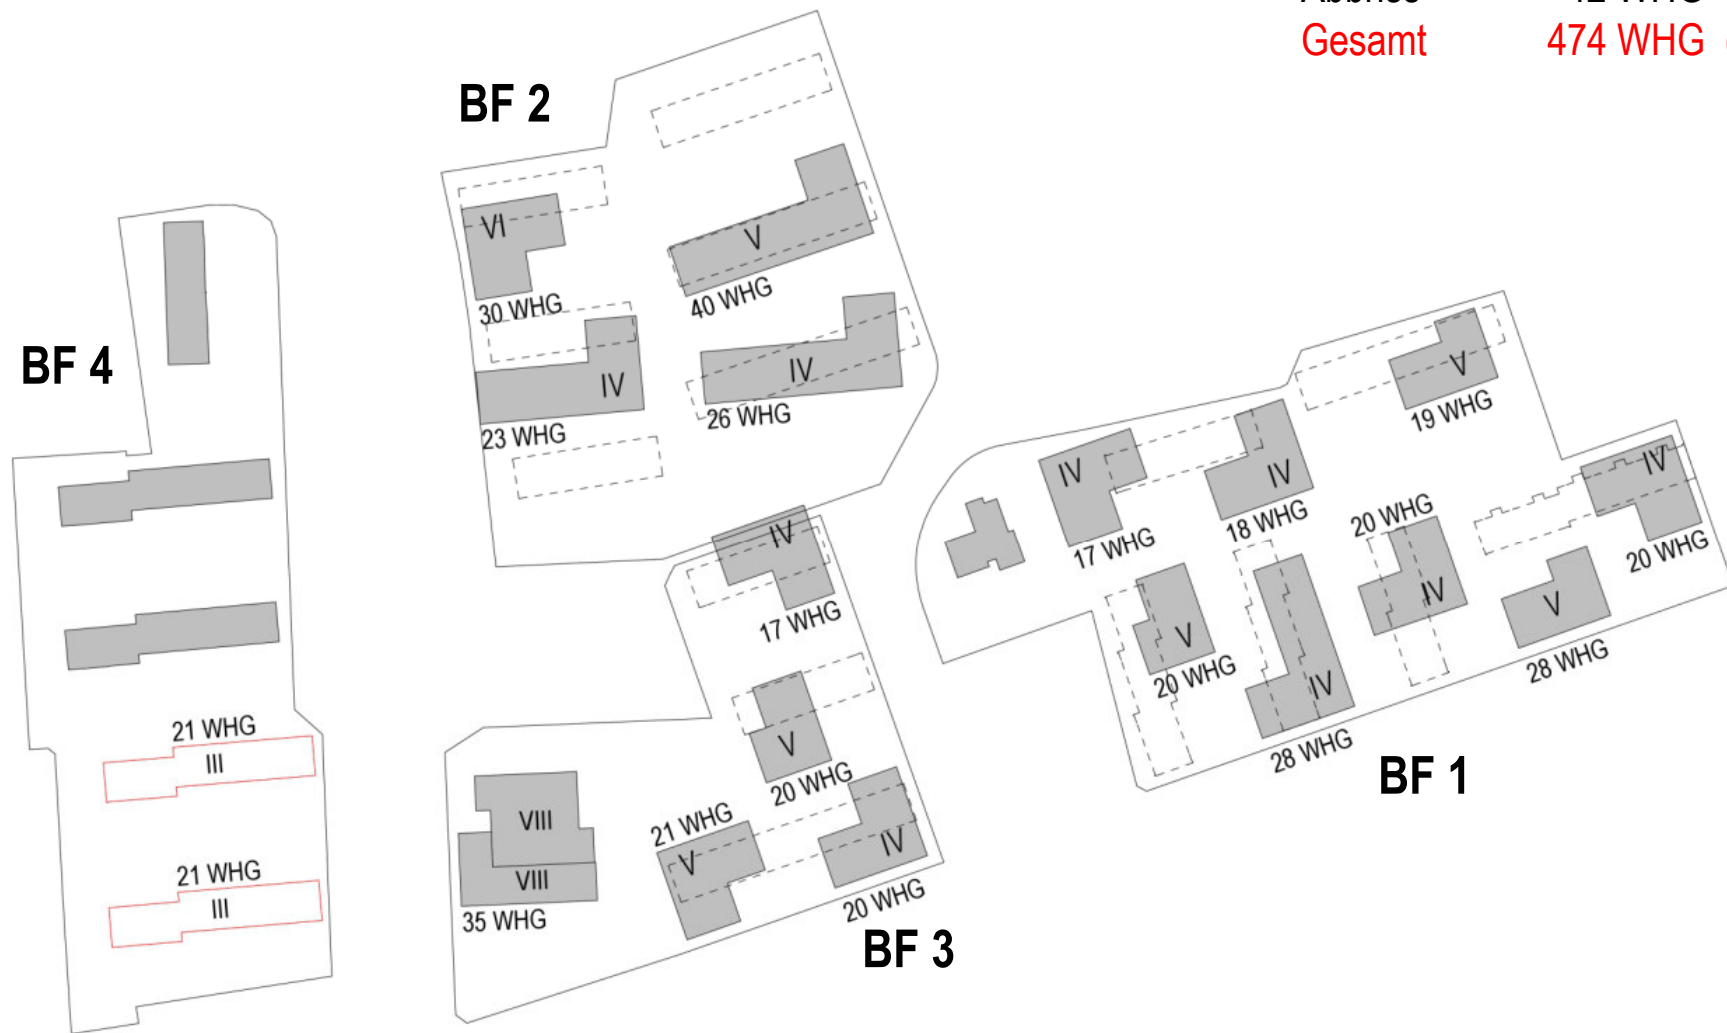 Gesamt 474 WHG
BF 2
VI
30 WHG
V
40 WHG
IV
23 WHG
IV
26 WHG
BF 4
21 WHG
III
21 WHG
III
V
19 WHG
IV
17 WHG
IV
18 WHG
20 WHG
IV
IV
20 WHG
V
20 WHG
IV
28 WHG
V
28 WHG
BF 1
IV
17 WHG
V
20 WHG
21 WHG
V
IV
20 WHG
VIII
VIII
35 WHG
BF 3